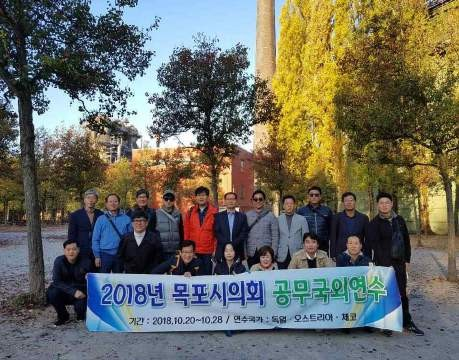 2018년 목포시의회 공무국외연수
기간 : 2018.10.20~10.28 / 연수국가 : 독일 · 오스트리아 · 체코